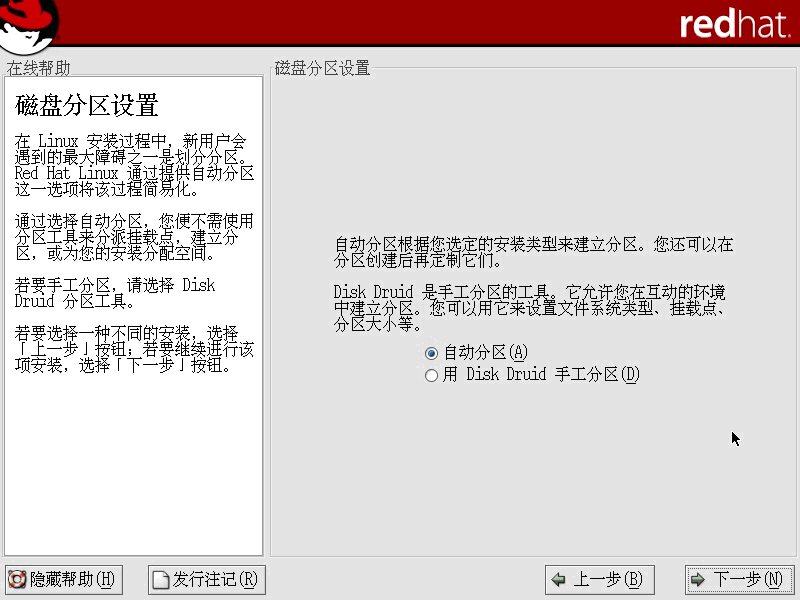 redhat.
在线帮助
磁盘分区设置
在 Linux 安装过程中，新用户会
遇到的最大障碍之一是划分分区。
Red Hat Linux 通过提供自动分区
这一选项将该过程简易化。
通过选择自动分区，您便不需使用
分区工具来分派挂载点，建立分
区，或为您的安装分配空间。
若要手工分区，请选择 Disk
Druid 分区工具。
若要选择一种不同的安装，选择
「上一步」按钮；若要继续进行该
项安装，选择「下一步」按钮。
磁盘分区设置
自动分区根据您选定的安装类型来建立分区。您还可以在
分区创建后再定制它们。
Disk Druid 是手工分区的工具。它允许您在互动的环境
中建立分区。您可以用它来设置文件系统类型、挂载点、
分区大小等。
自动分区(A)
用 Disk Druid 手工分区(D)
隐藏帮助(H)
发行注记(R)
上一步(B)
下一步(N)